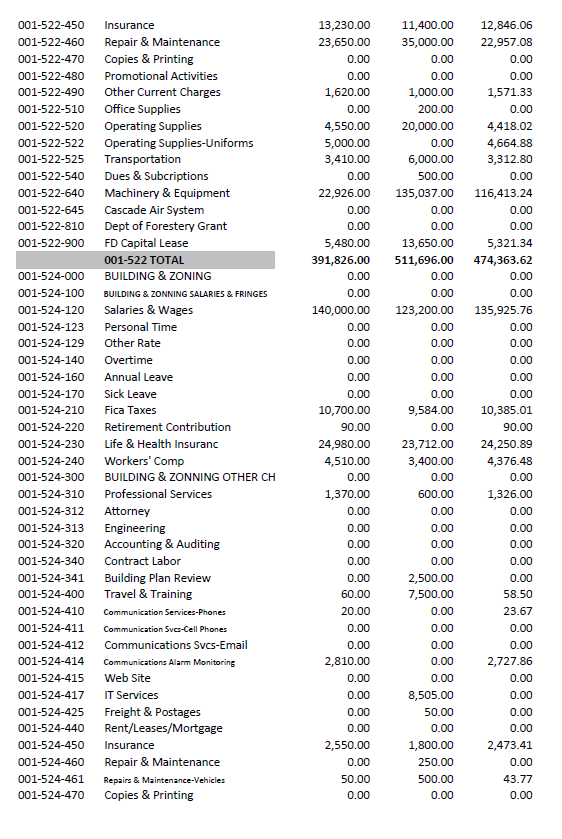 001-522-450 Insurance 13,230.00 11,400.00 12,846.06
001-522-460 Repair & Maintenance 23,650.00 35,000.00 22,957.08
001-522-470 Copies & Printing 0.00 0.00 0.00
001-522-480 Promotional Activities 0.00 0.00 0.00
001-522-490 Other Current Charges 1,620.00 1,000.00 1,571.33
001-522-510 Office Supplies 0.00 200.00 0.00
001-522-520 Operating Supplies 4,550.00 20,000.00 4,418.02
001-522-522 Operating Supplies-Uniforms 5,000.00 0.00 4,664.88
001-522-525 Transportation 3,410.00 6,000.00 3,312.80
001-522-540 Dues & Subcriptions 0.00 500.00 0.00
001-522-640 Machinery & Equipment 22,926.00 135,037.00 116,413.24
001-522-645 Cascade Air System 0.00 0.00 0.00
001-522-810 Dept of Forestery Grant 0.00 0.00 0.00
001-522-900 FD Capital Lease 5,480.00 13,650.00 5,321.34
001-522 TOTAL 391,826.00 511,696.00 474,363.62
001-524-000 BUILDING & ZONING 0.00 0.00 0.00
001-524-100 BUILDING & ZONNING SALARIES & FRINGES 0.00 0.00 0.00
001-524-120 Salaries & Wages 140,000.00 123,200.00 135,925.76
001-524-123 Personal Time 0.00 0.00 0.00
001-524-129 Other Rate 0.00 0.00 0.00
001-524-140 Overtime 0.00 0.00 0.00
001-524-160 Annual Leave 0.00 0.00 0.00
001-524-170 Sick Leave 0.00 0.00 0.00
001-524-210 Fica Taxes 10,700.00 9,584.00 10,385.01
001-524-220 Retirement Contribution 90.00 0.00 90.00
001-524-230 Life & Health Insuranc 24,980.00 23,712.00 24,250.89
001-524-240 Workers' Comp 4,510.00 3,400.00 4,376.48
001-524-300 BUILDING & ZONNING OTHER CH 0.00 0.00 0.00
001-524-310 Professional Services 1,370.00 600.00 1,326.00
001-524-312 Attorney 0.00 0.00 0.00
001-524-313 Engineering 0.00 0.00 0.00
001-524-320 Accounting & Auditing 0.00 0.00 0.00
001-524-340 Contract Labor 0.00 0.00 0.00
001-524-341 Building Plan Review 0.00 2,500.00 0.00
001-524-400 Travel & Training 60.00 7,500.00 58.50
001-524-410 Communication Services-Phones 20.00 0.00 23.67
001-524-411 Communication Svcs-Cell Phones 0.00 0.00 0.00
001-524-412 Communications Svcs-Email 0.00 0.00 0.00
001-524-414 Communications Alarm Monitoring 2,810.00 0.00 2,727.86
001-524-415 Web Site 0.00 0.00 0.00
001-524-417 IT Services 0.00 8,505.00 0.00
001-524-425 Freight & Postages 0.00 50.00 0.00
001-524-440 Rent/Leases/Mortgage 0.00 0.00 0.00
001-524-450 Insurance 2,550.00 1,800.00 2,473.41
001-524-460 Repair & Maintenance 0.00 250.00 0.00
001-524-461 Repairs & Maintenance-Vehicles 50.00 500.00 43.77
001-524-470 Copies & Printing 0.00 0.00 0.00